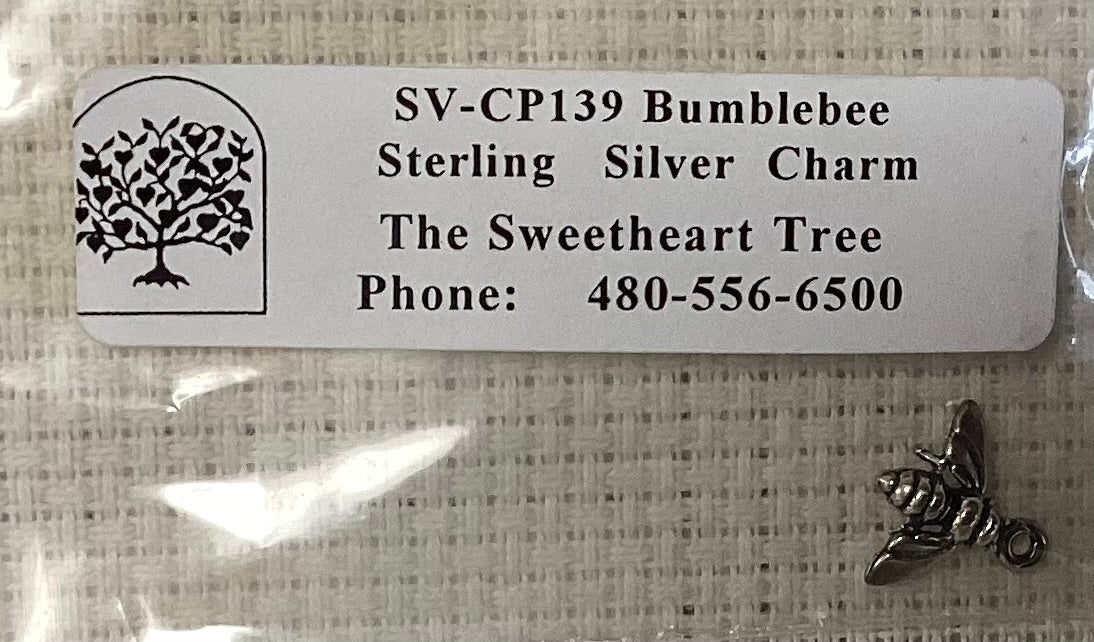 SV-CP139 Bumblebee
Sterling Silver Charm
The Sweetheart Tree
Phone: 480-556-6500